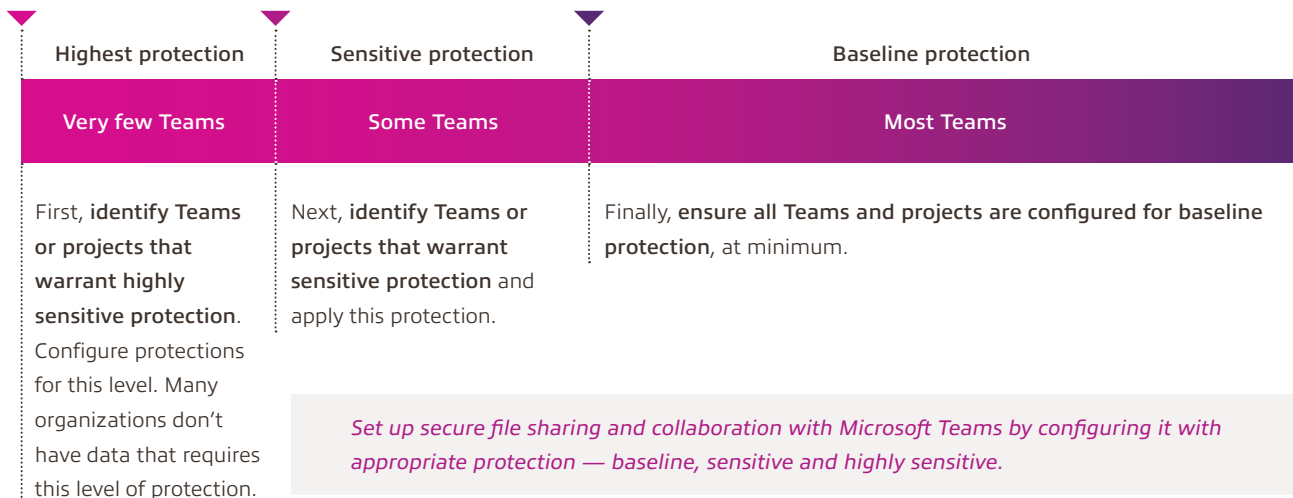 Highest protection
Sensitive protection
Baseline protection
Very few Teams
Some Teams
Most Teams
First, identify Teams
or projects that
warrant highly
sensitive protection.
Configure protections
for this level. Many
organizations don’t
have data that requires
this level of protection.
Next, identify Teams or
projects that warrant
sensitive protection and
apply this protection.
Finally, ensure all Teams and projects are configured for baseline
protection, at minimum.
Set up secure file sharing and collaboration with Microsoft Teams by configuring it with
appropriate protection — baseline, sensitive and highly sensitive.